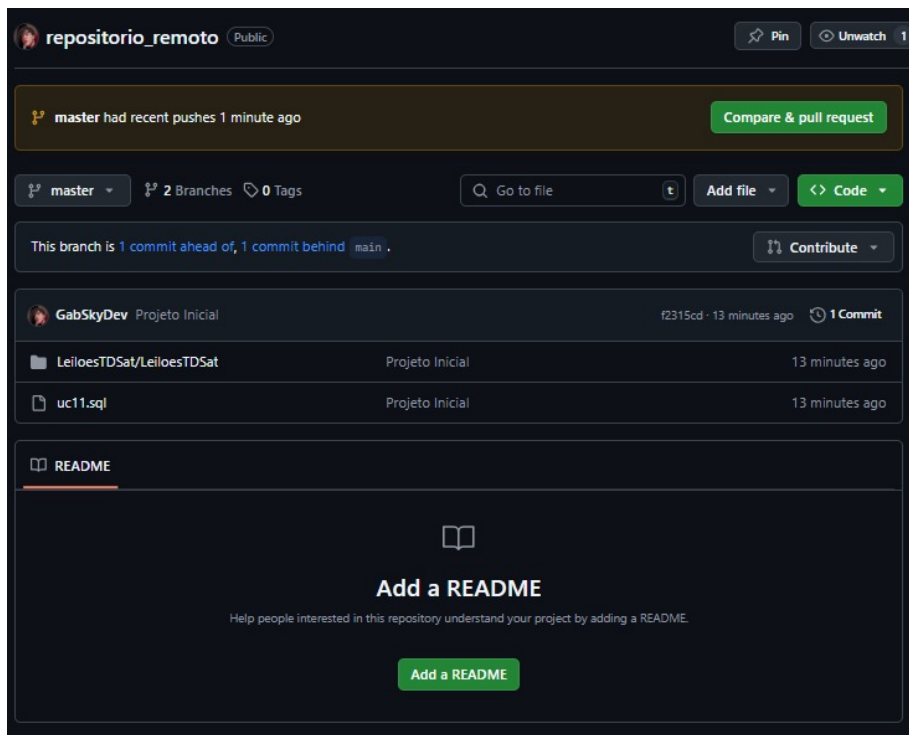 repositorio_remoto Public Pin Unwatch 1
master had recent pushes 1 minute ago Compare & pull request
master 2 Branches 0 Tags Go to file t Add file Code
This branch is 1 commit ahead of, 1 commit behind main . Contribute
GabSkyDev Projeto Inicial f2315cd · 13 minutes ago 1 Commit
LeiloesTDSat/LeiloesTDSat Projeto Inicial 13 minutes ago
uc11.sql Projeto Inicial 13 minutes ago
README
Add a README
Help people interested in this repository understand your project by adding a README.
Add a README